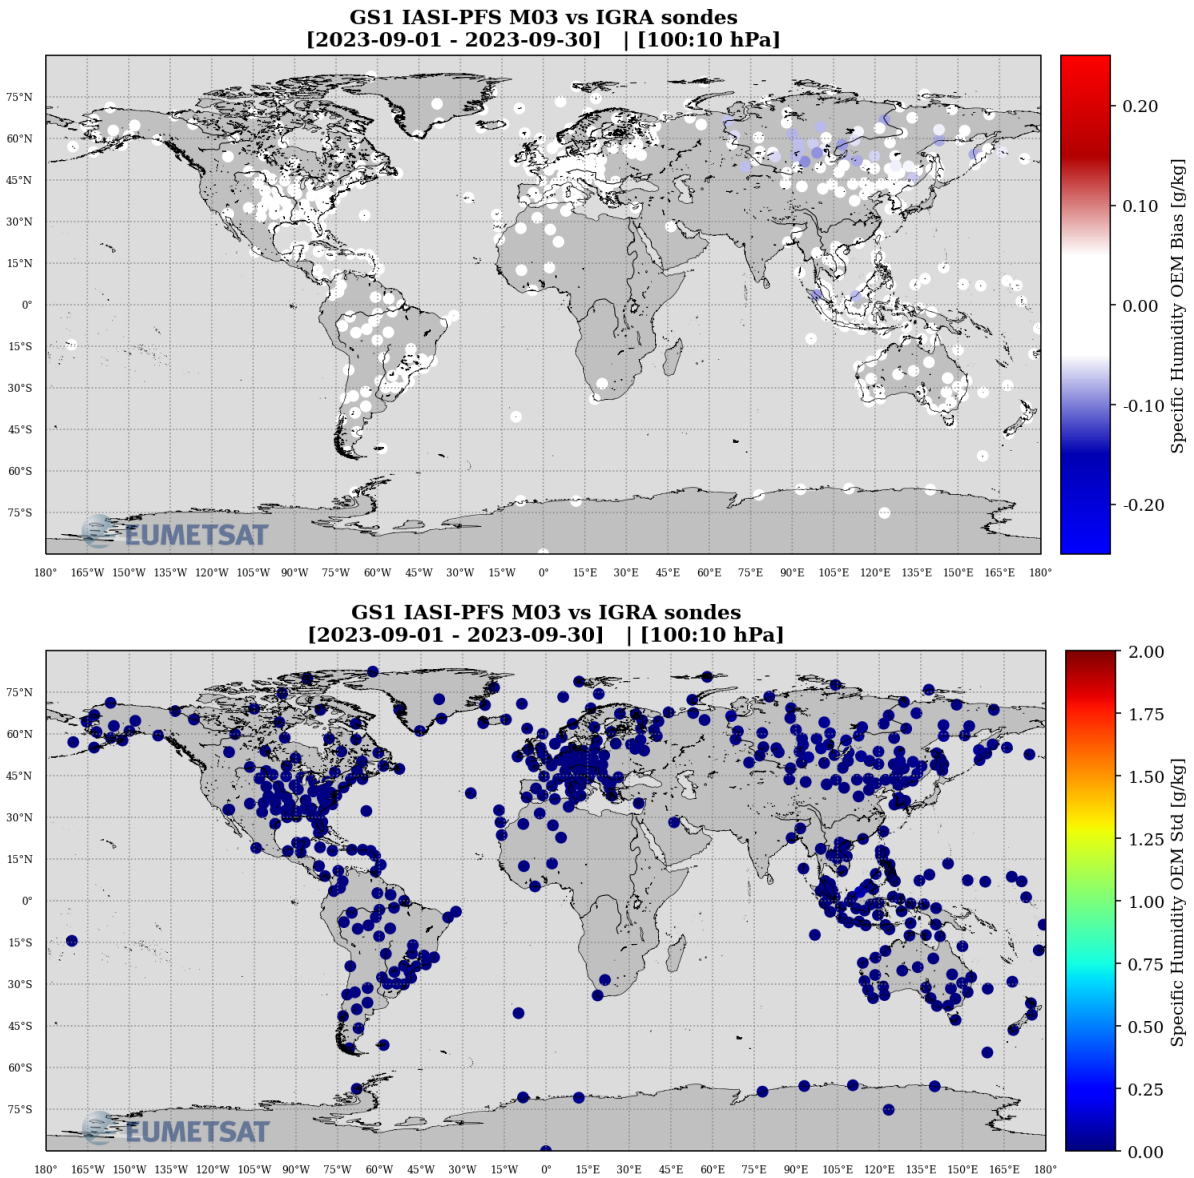 GS1 IASI-PFS M03 vs IGRA sondes
[2023-09-01 - 2023-09-30]   | [100:10 hPa]
75°N
60°N
45°N
30°N
15°N
0°
15°S
30°S
45°S
60°S
75°S
180° 165°W 150°W 135°W 120°W 105°W 90°W 75°W 60°W 45°W 30°W 15°W 0° 15°E 30°E 45°E 60°E 75°E 90°E 105°E 120°E 135°E 150°E 165°E 180°
EUMETSAT
0.20
0.10
0.00
-0.10
-0.20
Specific Humidity OEM Bias [g/kg]
GS1 IASI-PFS M03 vs IGRA sondes
[2023-09-01 - 2023-09-30]   | [100:10 hPa]
75°N
60°N
45°N
30°N
15°N
0°
15°S
30°S
45°S
60°S
75°S
180° 165°W 150°W 135°W 120°W 105°W 90°W 75°W 60°W 45°W 30°W 15°W 0° 15°E 30°E 45°E 60°E 75°E 90°E 105°E 120°E 135°E 150°E 165°E 180°
EUMETSAT
2.00
1.75
1.50
1.25
1.00
0.75
0.50
0.25
0.00
Specific Humidity OEM Std [g/kg]